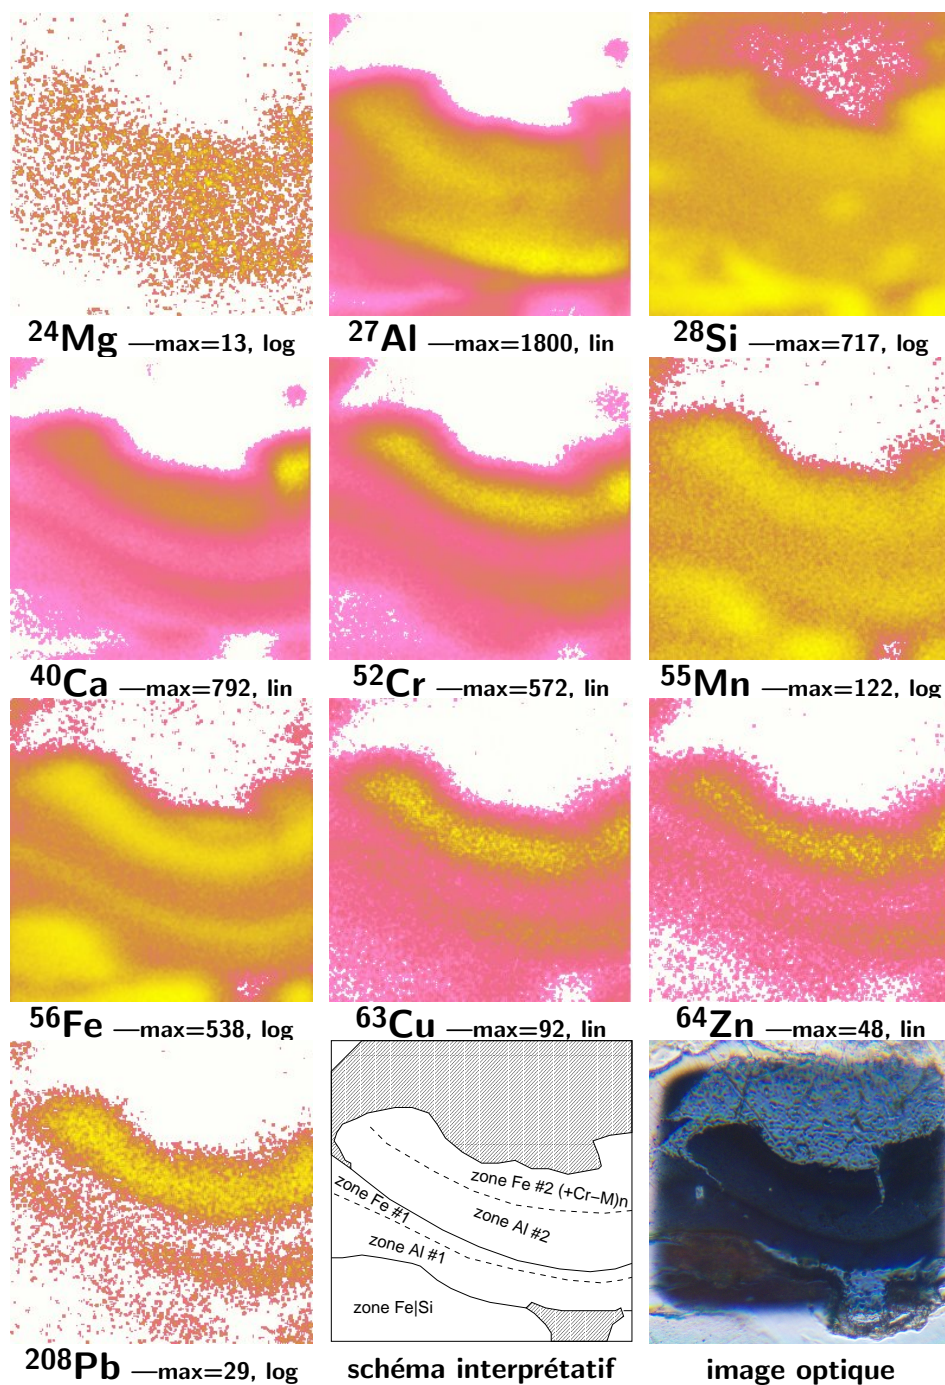 24Mg —max=13, log
27Al —max=1800, lin
28Si —max=717, log
40Ca —max=792, lin
52Cr —max=572, lin
55Mn —max=122, log
56Fe —max=538, log
63Cu —max=92, lin
64Zn —max=48, lin
zone Fe #2 (+Cr–M)n
zone Fe #1
zone Al #2
zone Al #1
zone Fe|Si
208Pb —max=29, log
schéma interprétatif
image optique